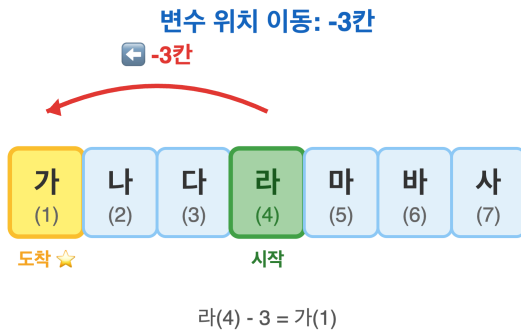 변수 위치 이동: -3칸
⬅️ -3칸
가 나 다 라 마 바 사
(1) (2) (3) (4) (5) (6) (7)
도착 ⭐ 시작
라(4) - 3 = 가(1)